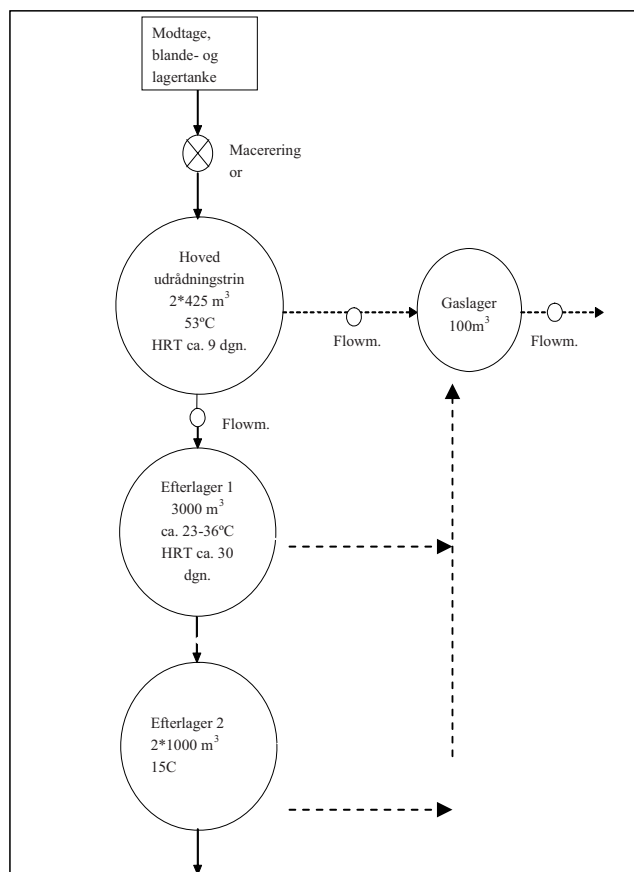 Modtage,
blande- og
lagertanke
Macerering
or
Hoved
udrådningstrin
2*425 m³
53ºC
HRT ca. 9 dgn.
Gaslager
100m³
Flowm.
Flowm.
Flowm.
Efterlager 1
3000 m³
ca. 23-36ºC
HRT ca. 30
dgn.
Efterlager 2
2*1000 m³
15C